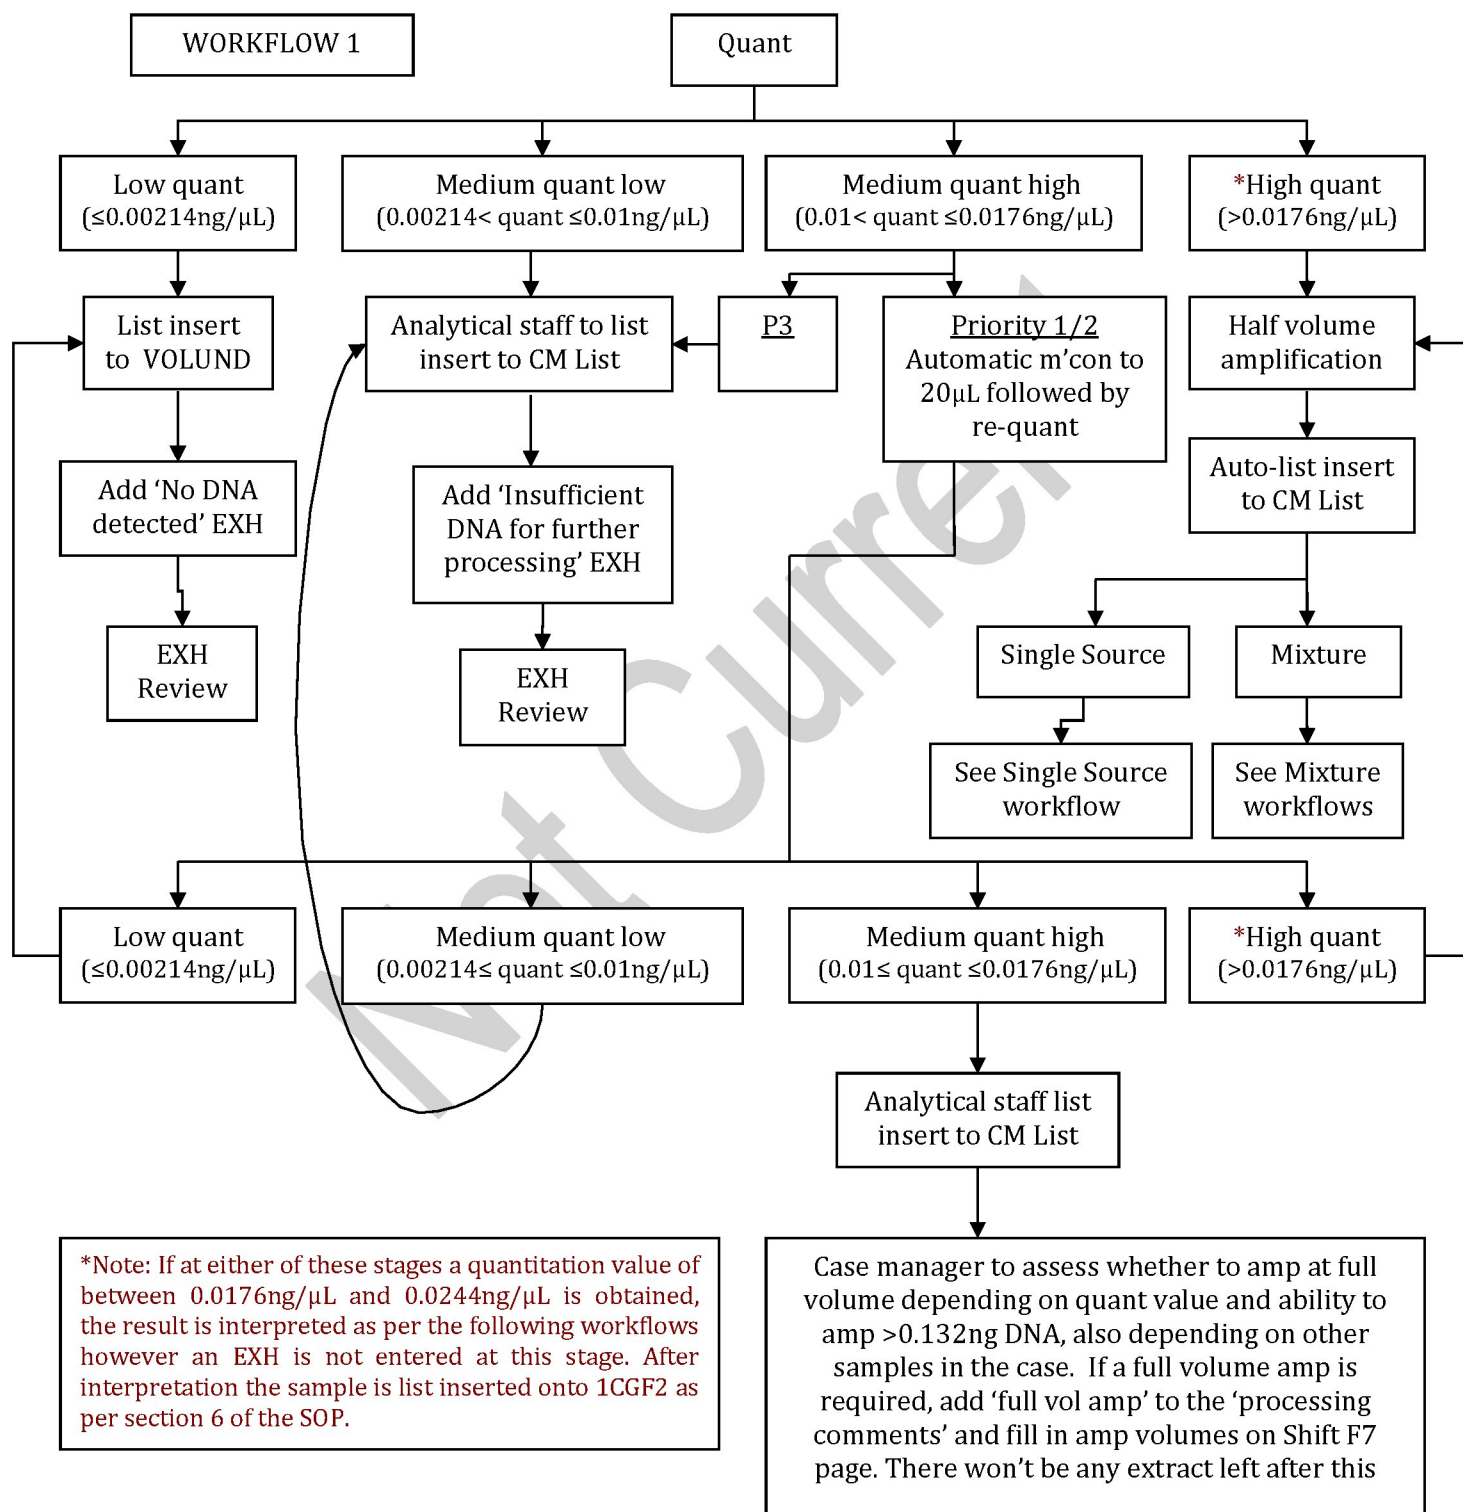 WORKFLOW 1
Quant
Low quant
(≤0.00214ng/µL)
Medium quant low
(0.00214< quant ≤0.01ng/µL)
Medium quant high
(0.01< quant ≤0.0176ng/µL)
*High quant
(>0.0176ng/µL)
List insert
to VOLUND
Analytical staff to list
insert to CM List
P3
Priority 1/2
Automatic m’con to
20µL followed by
re-quant
Half volume
amplification
Add ‘No DNA
detected’ EXH
Add ‘Insufficient
DNA for further
processing’ EXH
Auto-list insert
to CM List
EXH
Review
EXH
Review
Single Source
Mixture
See Single Source
workflow
See Mixture
workflows
Not Curren
Low quant
(≤0.00214ng/µL)
Medium quant low
(0.00214≤ quant ≤0.01ng/µL)
Medium quant high
(0.01≤ quant ≤0.0176ng/µL)
*High quant
(>0.0176ng/µL)
Analytical staff list
insert to CM List
*Note: If at either of these stages a quantitation value of
between 0.0176ng/µL and 0.0244ng/µL is obtained,
the result is interpreted as per the following workflows
however an EXH is not entered at this stage. After
interpretation the sample is list inserted onto 1CGF2 as
per section 6 of the SOP.
Case manager to assess whether to amp at full
volume depending on quant value and ability to
amp >0.132ng DNA, also depending on other
samples in the case. If a full volume amp is
required, add ‘full vol amp’ to the ‘processing
comments’ and fill in amp volumes on Shift F7
page. There won’t be any extract left after this